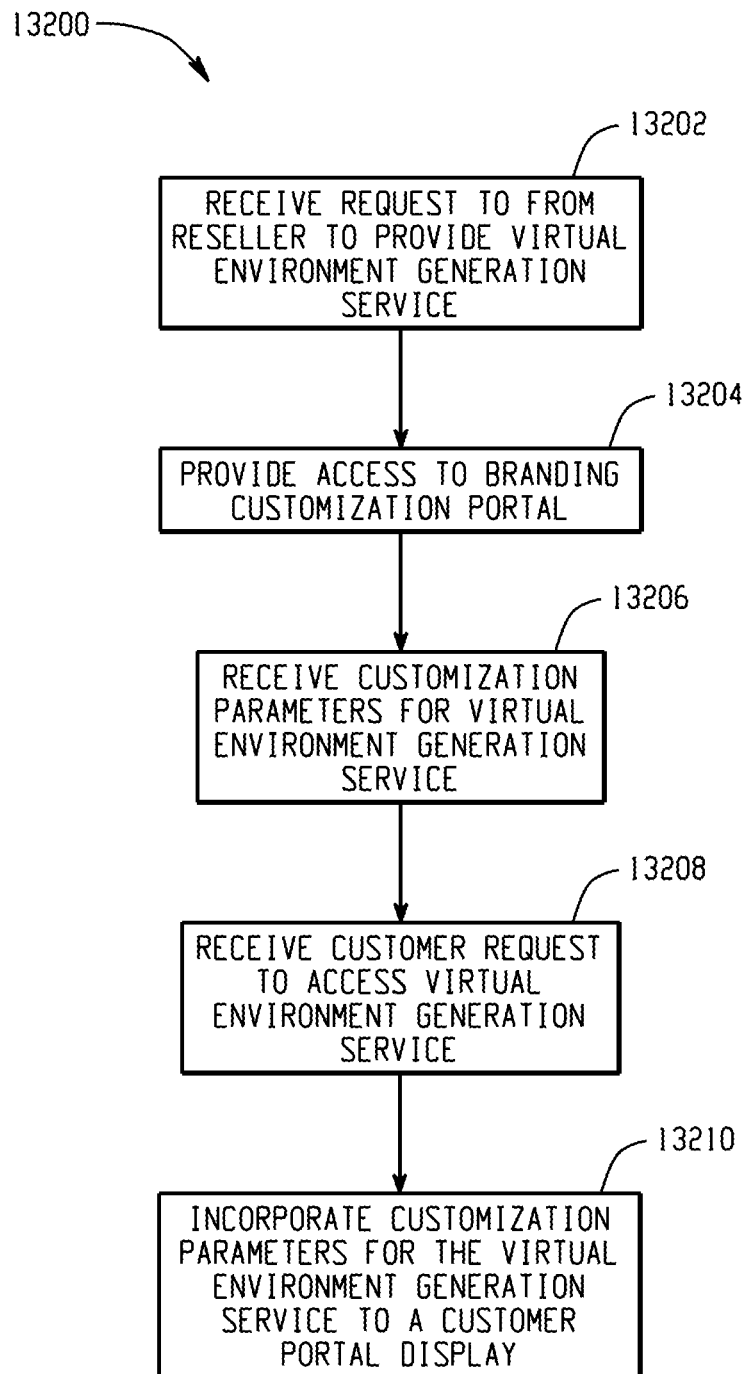 13200
13202
RECEIVE REQUEST TO FROM
RESELLER TO PROVIDE VIRTUAL
ENVIRONMENT GENERATION
SERVICE
13204
PROVIDE ACCESS TO BRANDING
CUSTOMIZATION PORTAL
13206
RECEIVE CUSTOMIZATION
PARAMETERS FOR VIRTUAL
ENVIRONMENT GENERATION
SERVICE
13208
RECEIVE CUSTOMER REQUEST
TO ACCESS VIRTUAL
ENVIRONMENT GENERATION
SERVICE
13210
INCORPORATE CUSTOMIZATION
PARAMETERS FOR THE VIRTUAL
ENVIRONMENT GENERATION
SERVICE TO A CUSTOMER
PORTAL DISPLAY